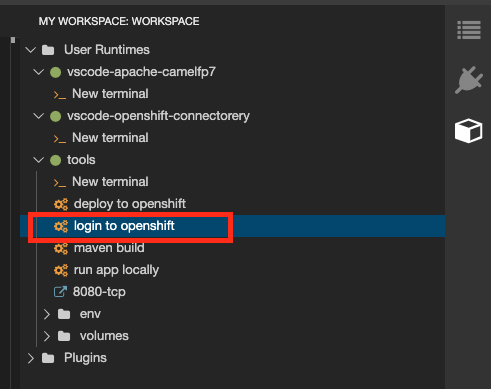 MY WORKSPACE: WORKSPACE
User Runtimes
vscode-apache-camelfp7
>_ New terminal
vscode-openshift-connectorery
>_ New terminal
tools
>_ New terminal
deploy to openshift
login to openshift
maven build
run app locally
8080-tcp
env
volumes
Plugins